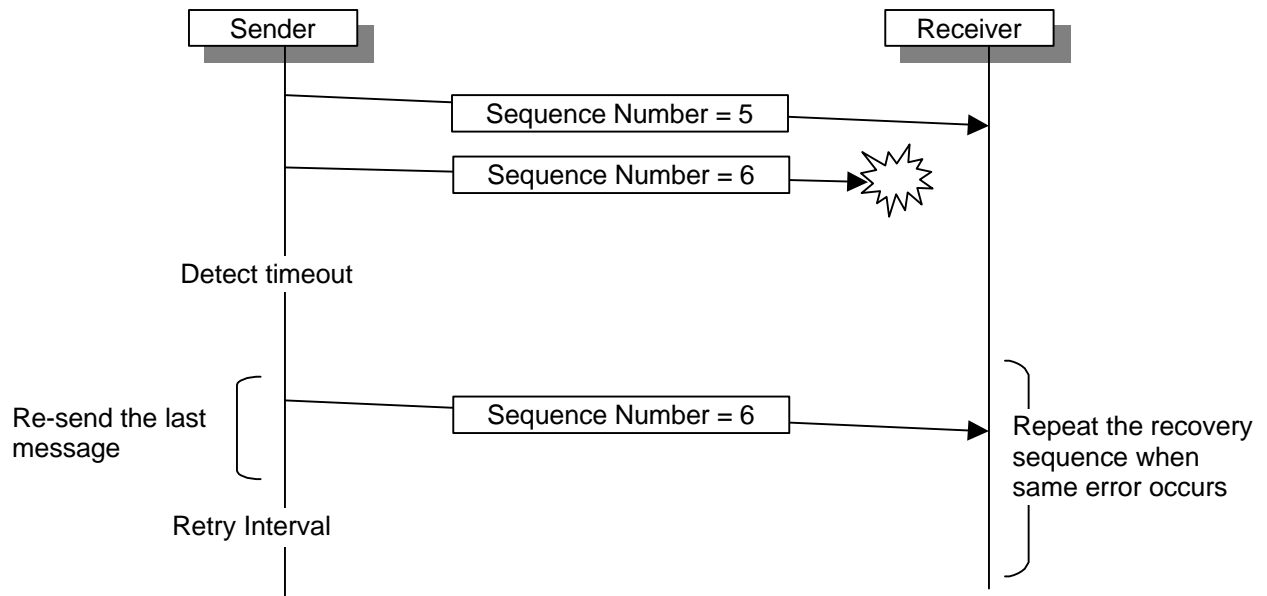 Sender
Receiver
Sequence Number = 5
Sequence Number = 6
Detect timeout
Re-send the last
message
Sequence Number = 6
Repeat the recovery
sequence when
same error occurs
Retry Interval